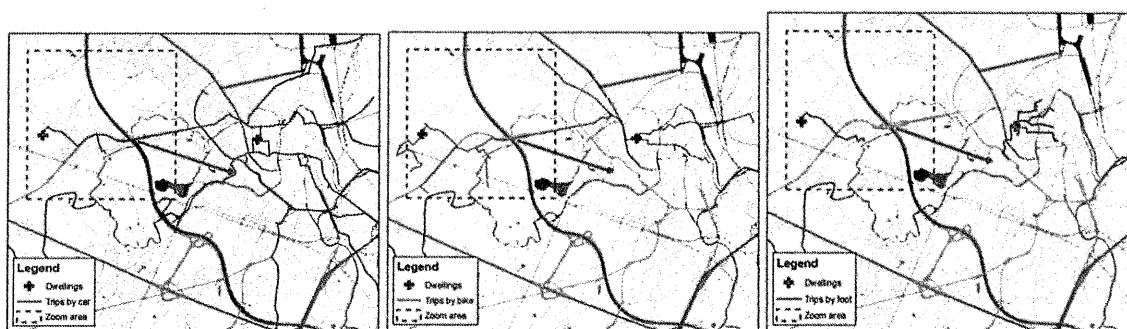 Legend
Dwellings
Trips by car
Zoom area
Legend
Dwellings
Trips by bike
Zoom area
Legend
Dwellings
Trips by foot
Zoom area